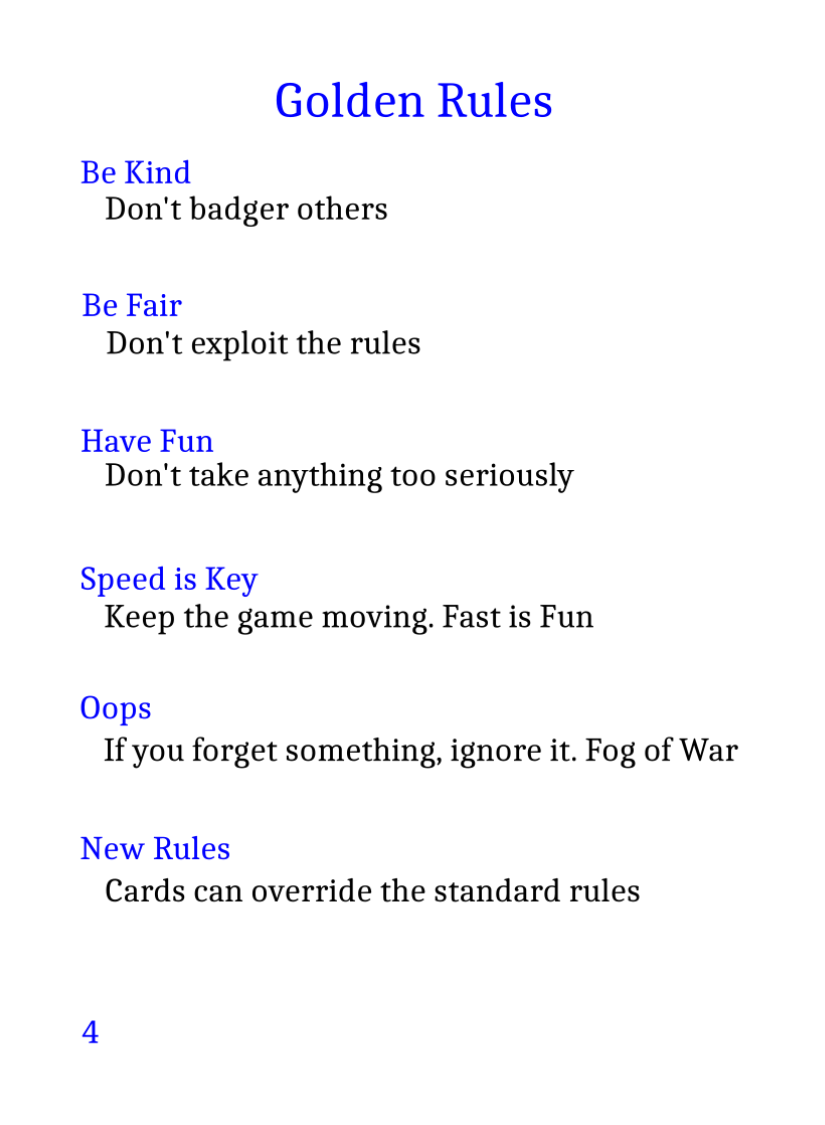 Golden Rules
Be Kind
Don't badger others
Be Fair
Don't exploit the rules
Have Fun
Don't take anything too seriously
Speed is Key
Keep the game moving. Fast is Fun
Oops
If you forget something, ignore it. Fog of War
New Rules
Cards can override the standard rules
4